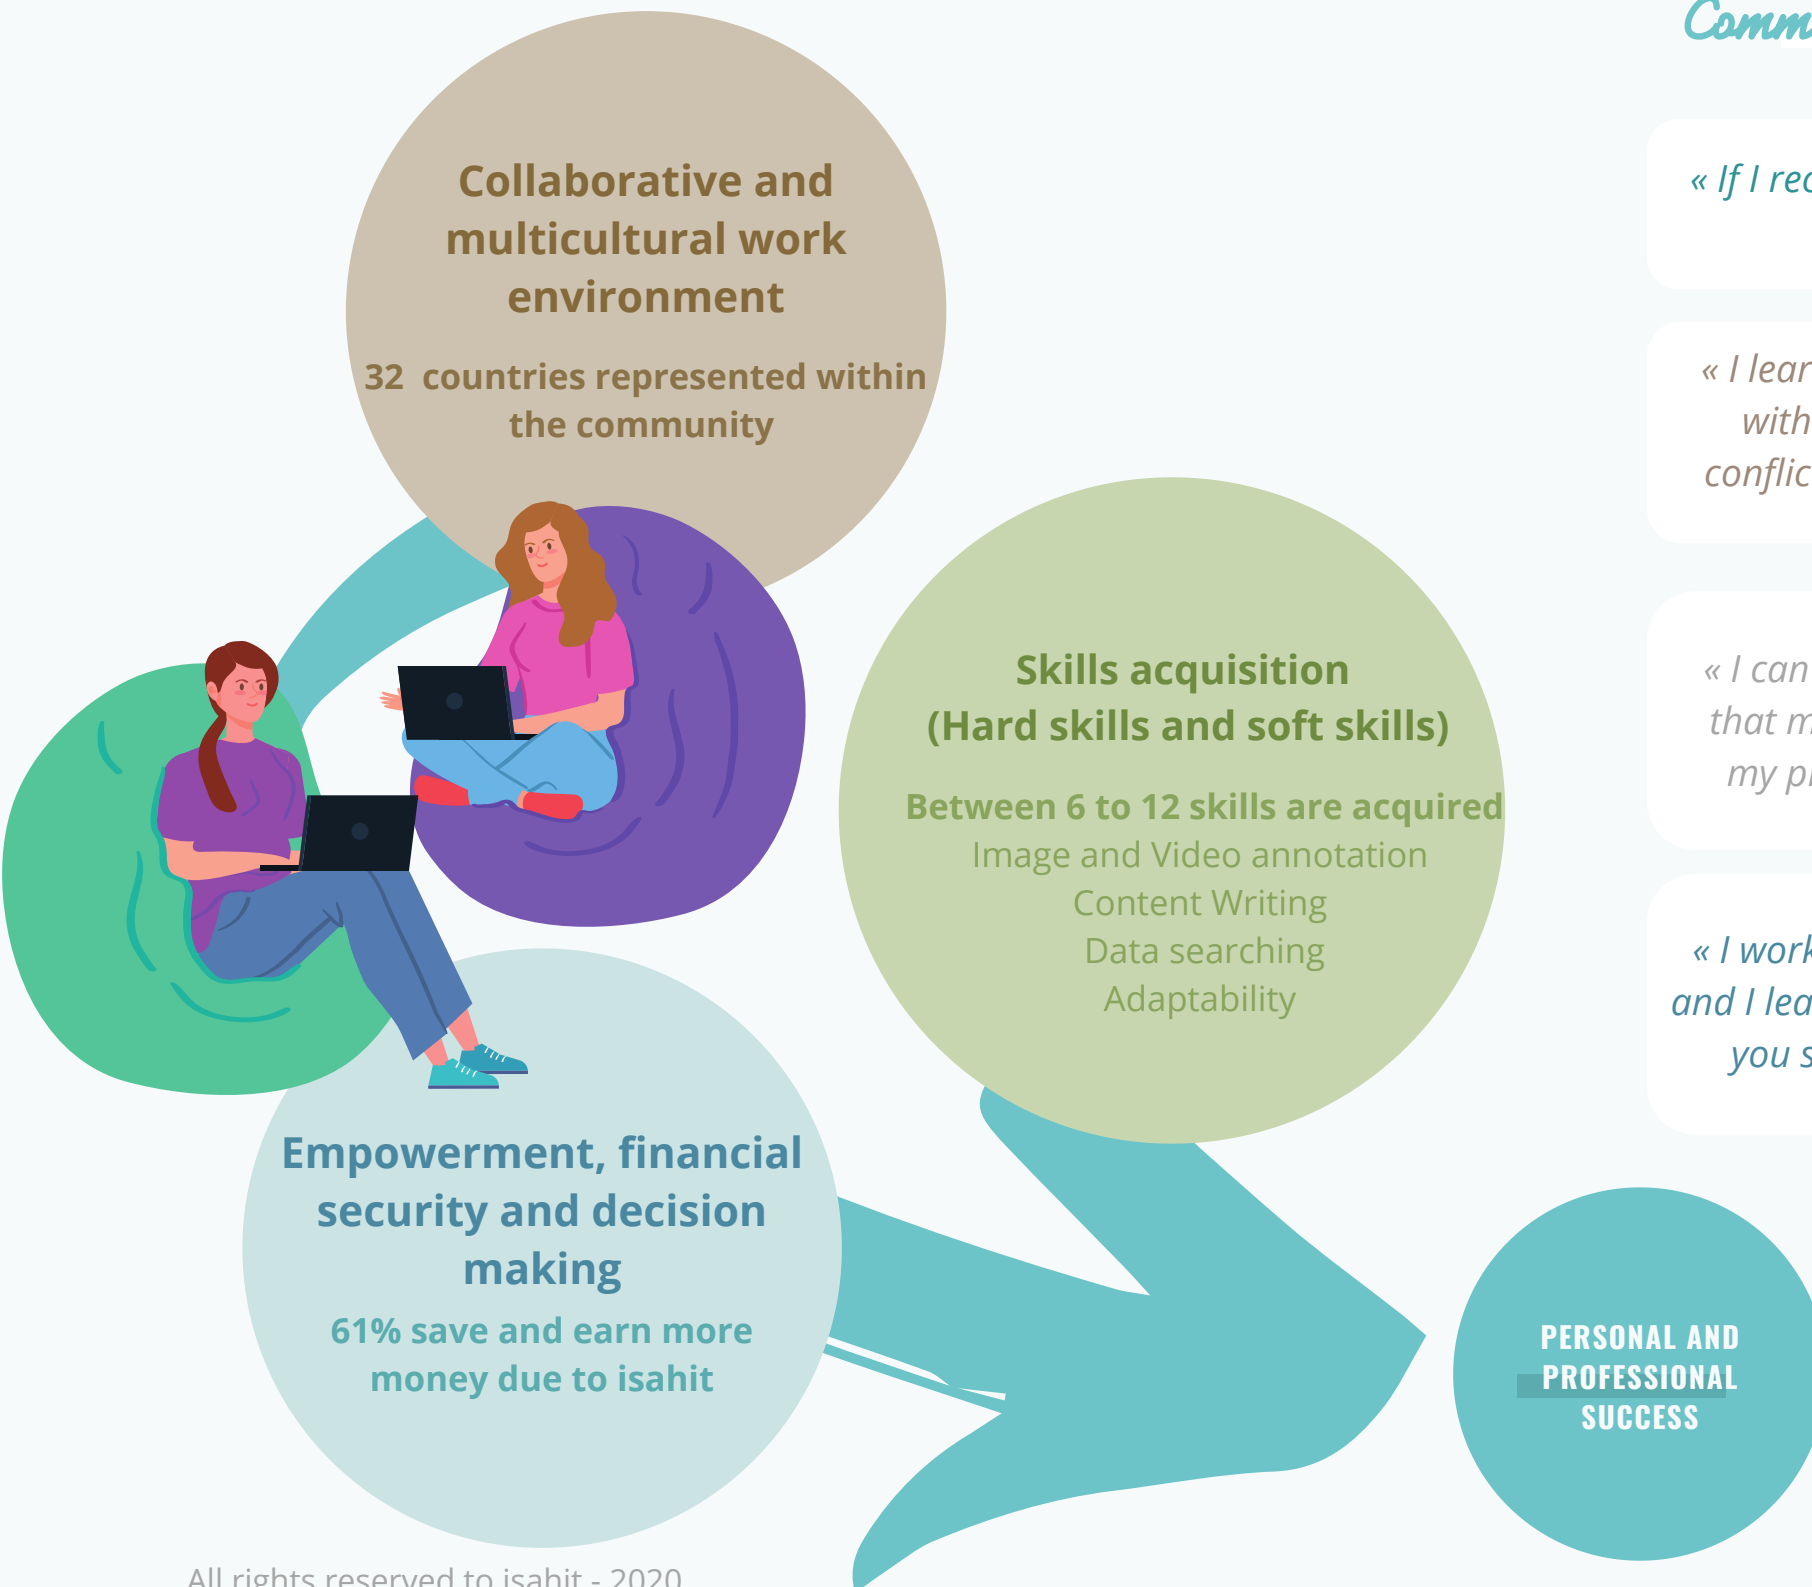 Collaborative and
multicultural work
environment
32 countries represented within
the community
Skills acquisition
(Hard skills and soft skills)
Between 6 to 12 skills are acquired
Image and Video annotation
Content Writing
Data searching
Adaptability
Empowerment, financial
security and decision
making
61% save and earn more
money due to isahit
All rights reserved to isahit - 2020
« If I
« I
with
« I can
that
my
« I work
and I
you
PERSONAL AND
PROFESSIONAL
SUCCESS